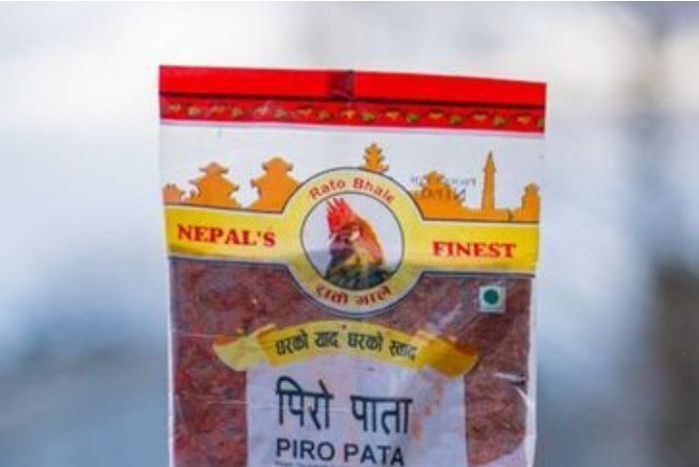 Rato Bhale
NEPAL'S
FINEST
रातो भाले
घरको याद घरको स्वाद
पिरो पाता
PIRO PATA